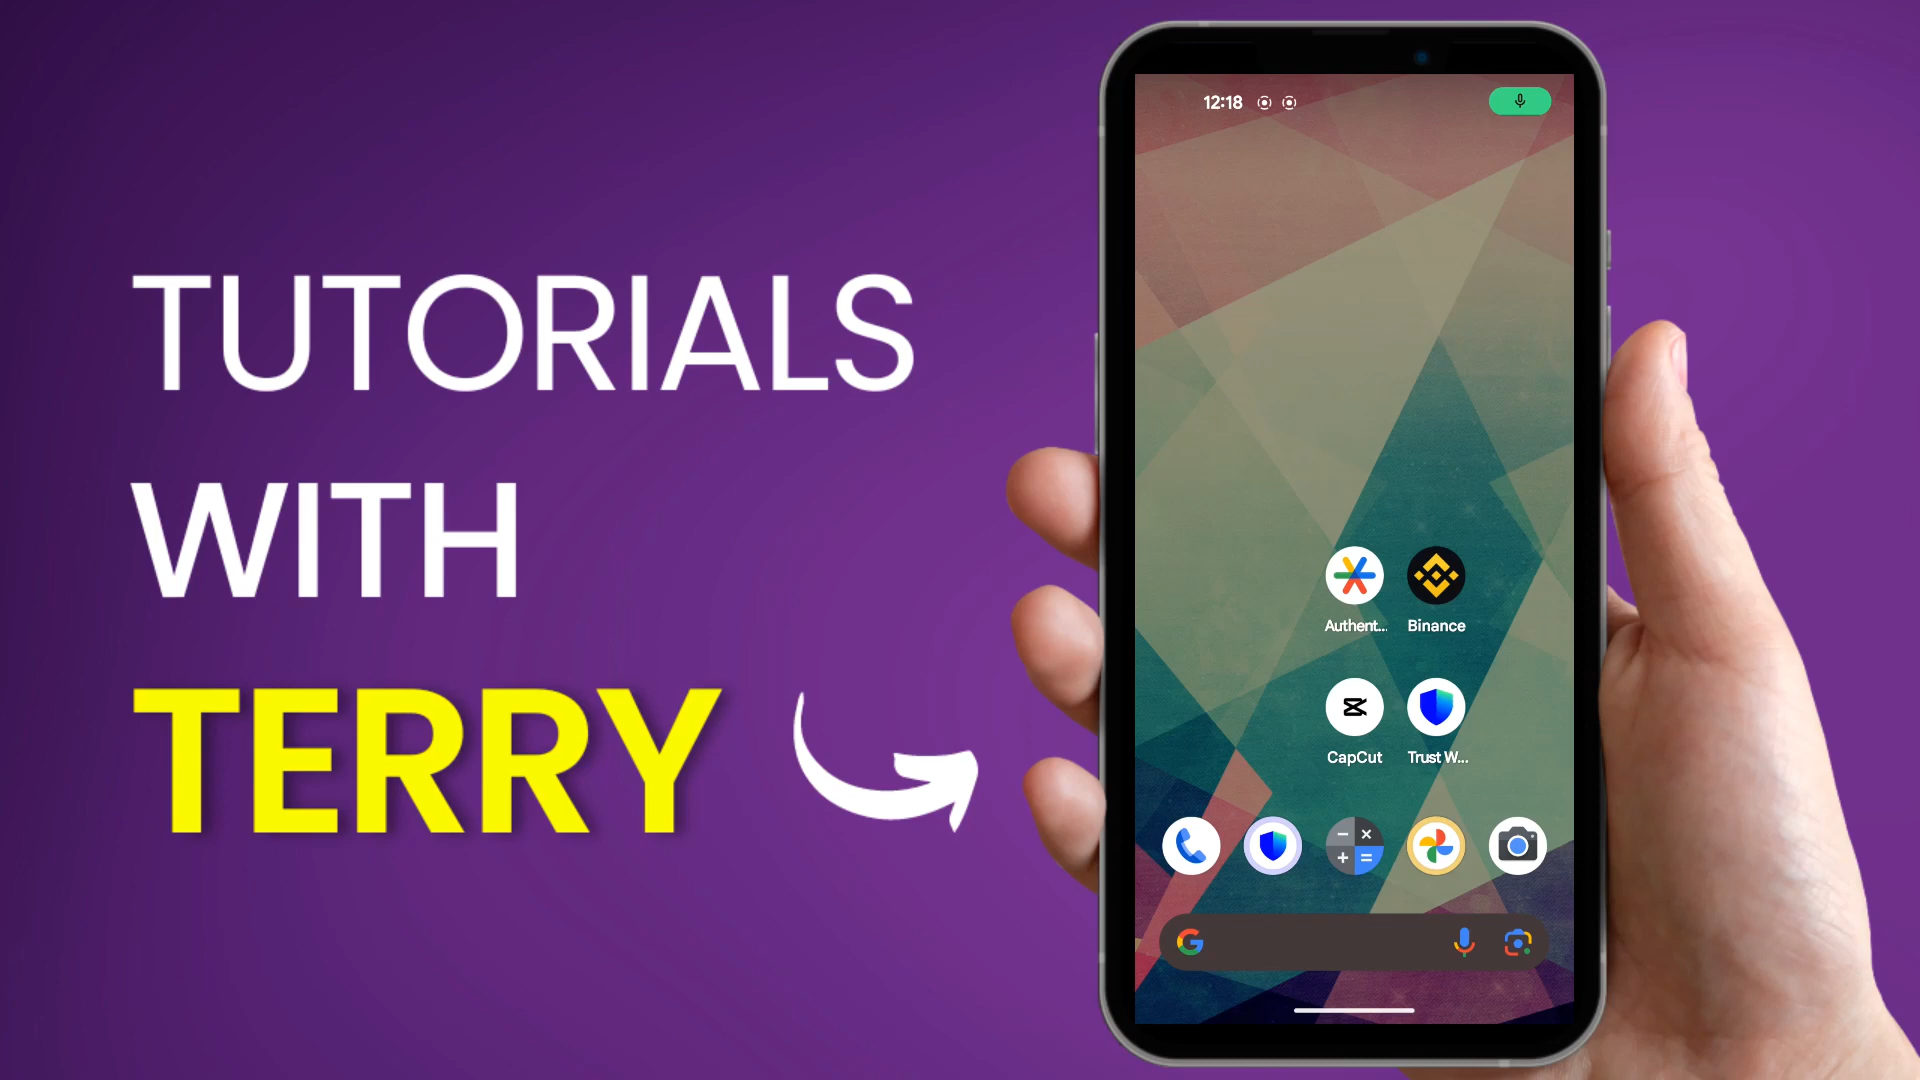 TUTORIALS
WITH
TERRY
12:18
Authent... Binance
CapCut Trust W...